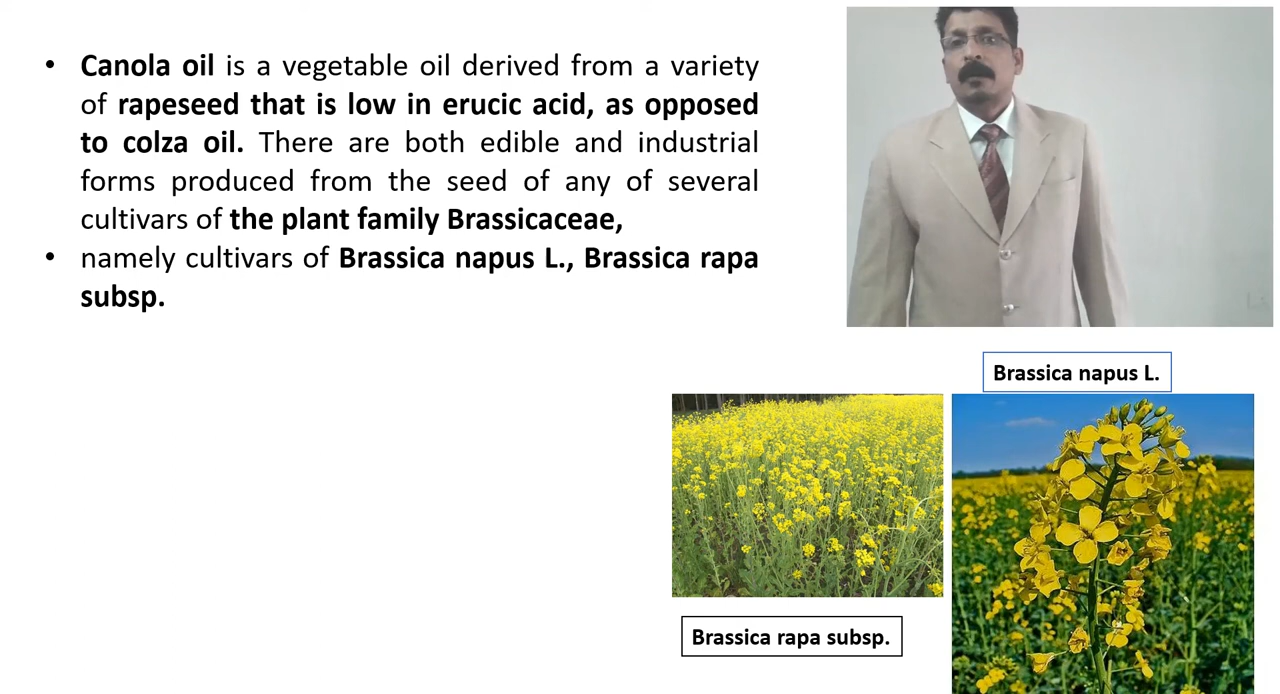 • Canola oil is a vegetable oil derived from a variety
of rapeseed that is low in erucic acid, as opposed
to colza oil. There are both edible and industrial
forms produced from the seed of any of several
cultivars of the plant family Brassicaceae,
• namely cultivars of Brassica napus L., Brassica rapa
subsp.
Brassica napus L.
Brassica rapa subsp.